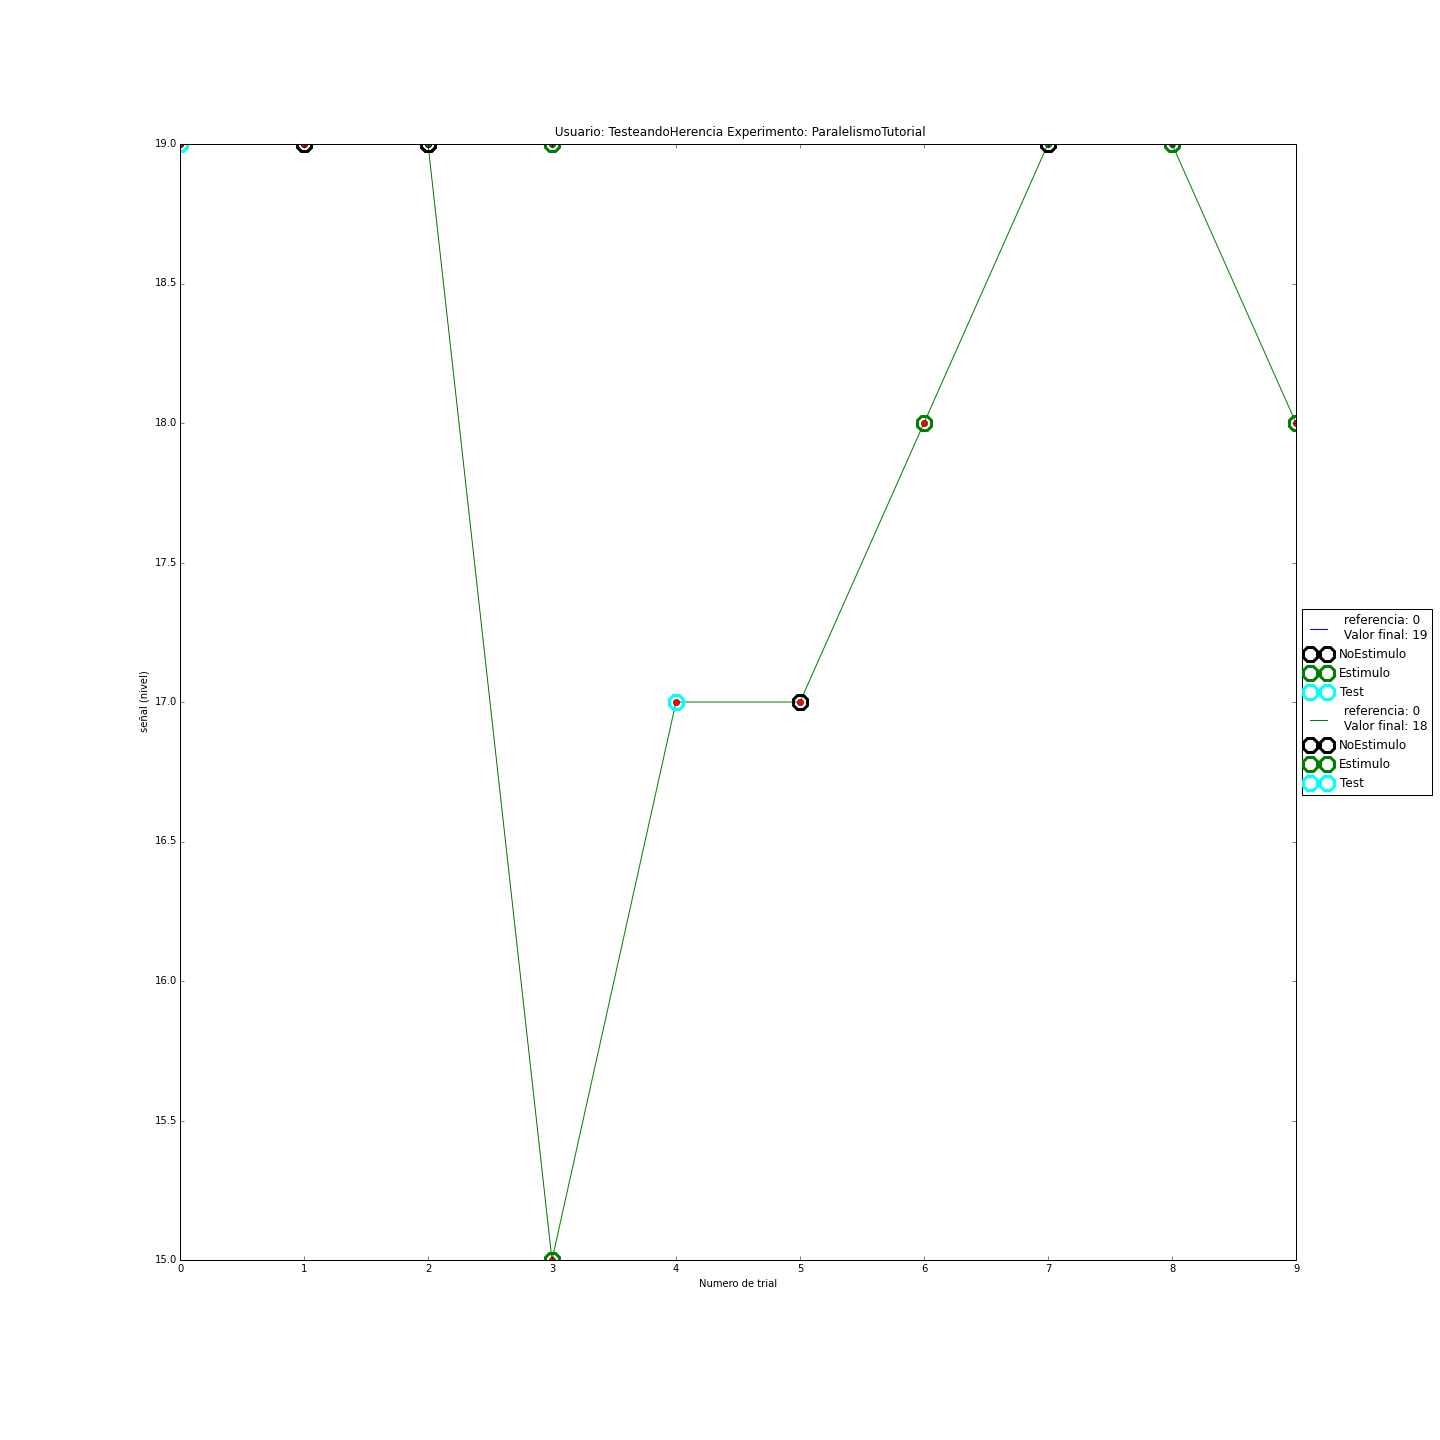 Usuario: TesteandoHerencia Experimento: ParalelismoTutorial
19.0
18.5
18.0
17.5
17.0
16.5
16.0
15.5
15.0
señal (nivel)
0 1 2 3 4 5 6 7 8 9
Numero de trial
referencia: 0
Valor final: 19
NoEstimulo
Estimulo
Test
referencia: 0
Valor final: 18
NoEstimulo
Estimulo
Test